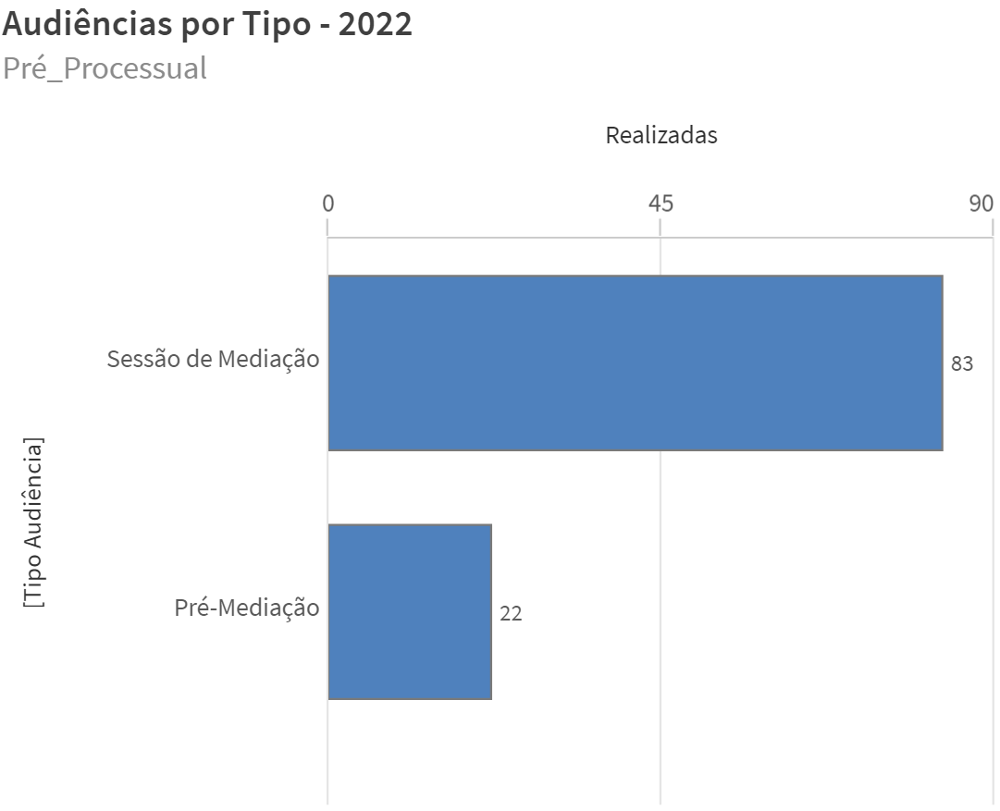 Audiências por Tipo - 2022
Pré_Processual
Realizadas
0 45 90
Sessão de Mediação 83
[Tipo Audiência]
Pré-Mediação 22